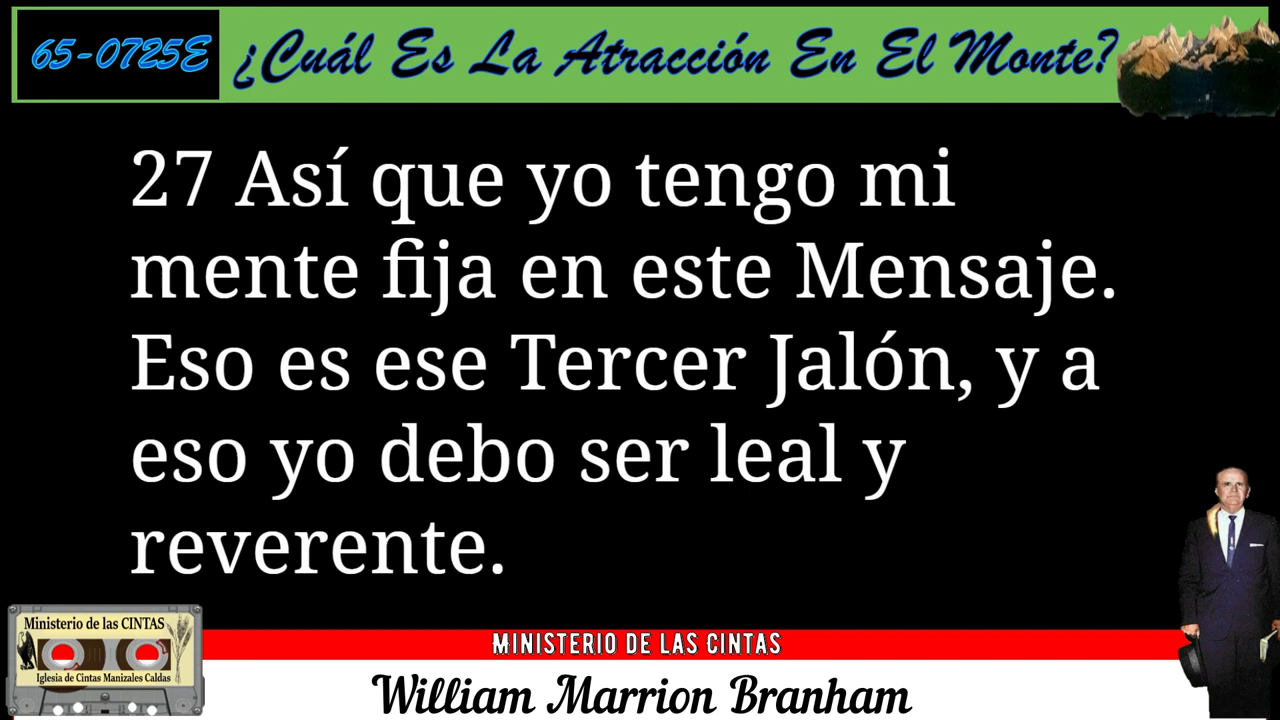 65-0725E ¿Cuál Es La Atracción En El Monte?
27 Así que yo tengo mi
mente fija en este Mensaje.
Eso es ese Tercer Jalón, y a
eso yo debo ser leal y
reverente.
Ministerio de las CINTAS
Iglesia de Cintas Manizales Caldas
MINISTERIO DE LAS CINTAS
William Marrion Branham